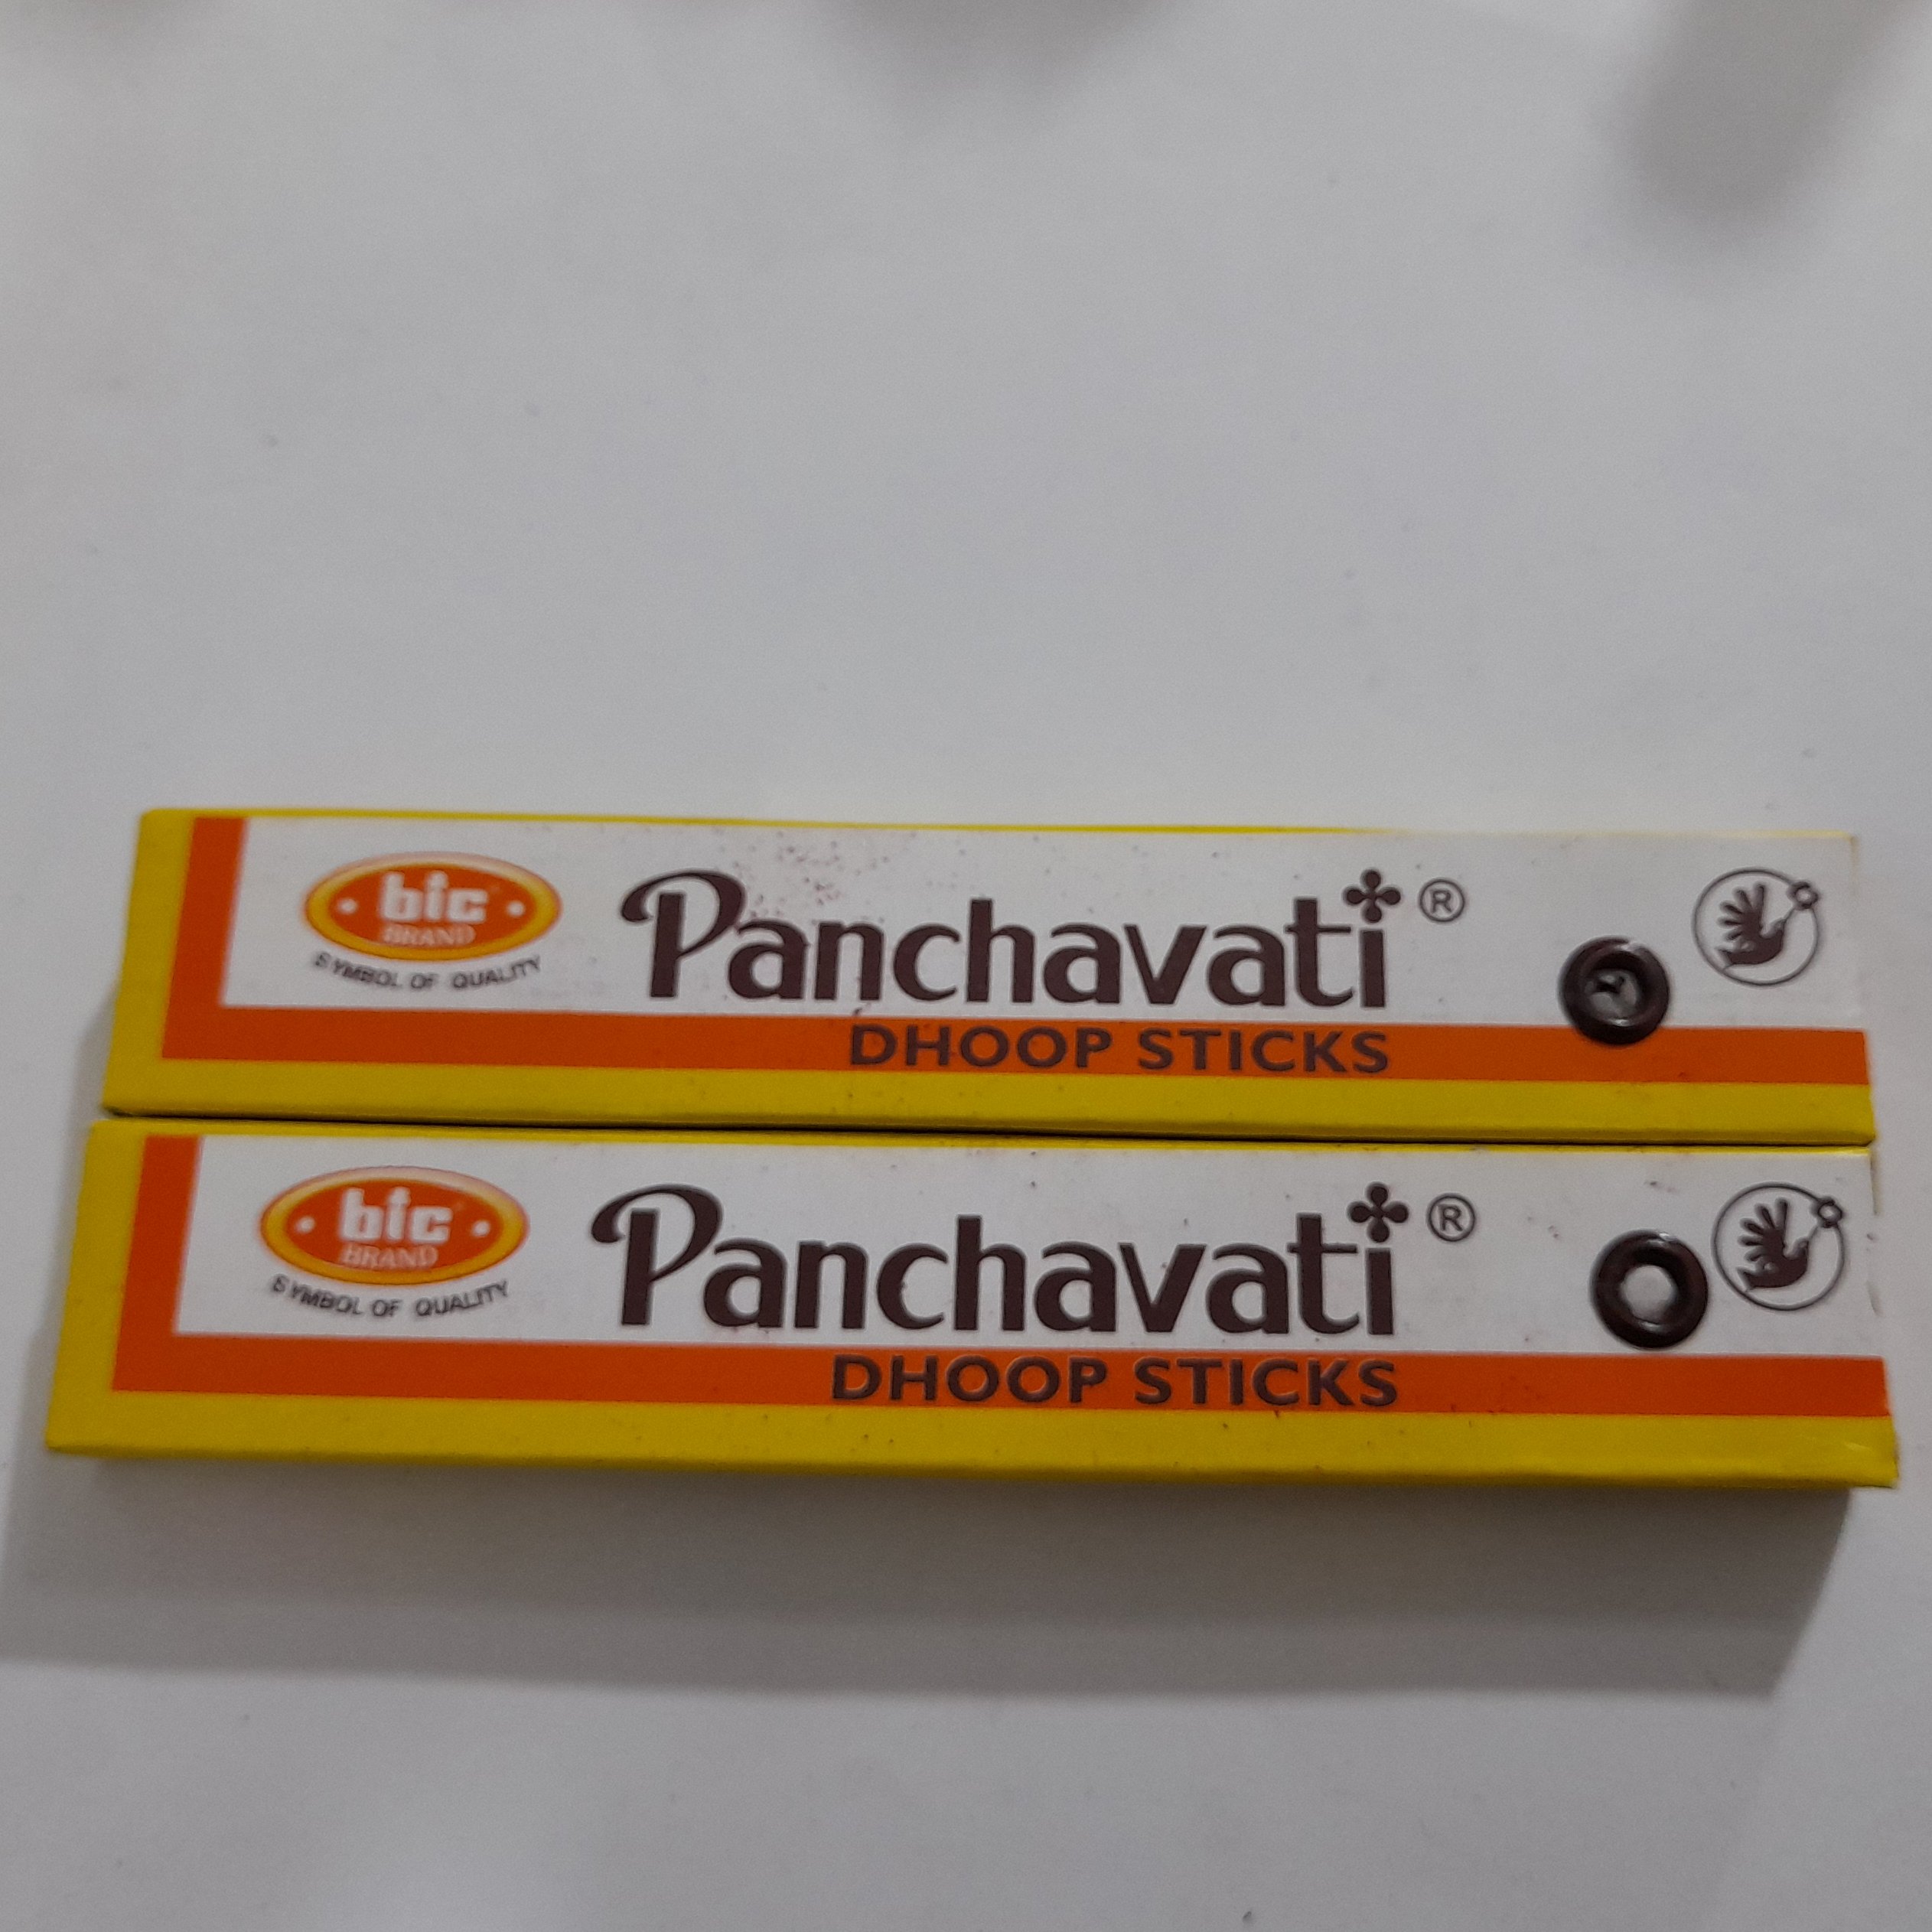 bic
BRAND
SYMBOL OF QUALITY
Panchavati ®
DHOOP STICKS
bic
BRAND
SYMBOL OF QUALITY
Panchavati ®
DHOOP STICKS